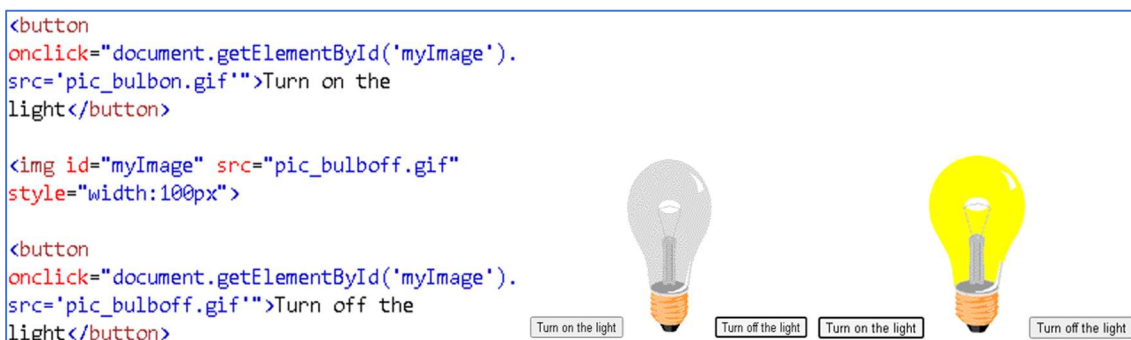 <button
onclick="document.getElementById('myImage').
src='pic_bulbon.gif'">Turn on the
light</button>
<img id="myImage" src="pic_bulboff.gif"
style="width:100px">
<button
onclick="document.getElementById('myImage').
src='pic_bulboff.gif'">Turn off the
light</button>
Turn on the light
Turn off the light
Turn on the light
Turn off the light